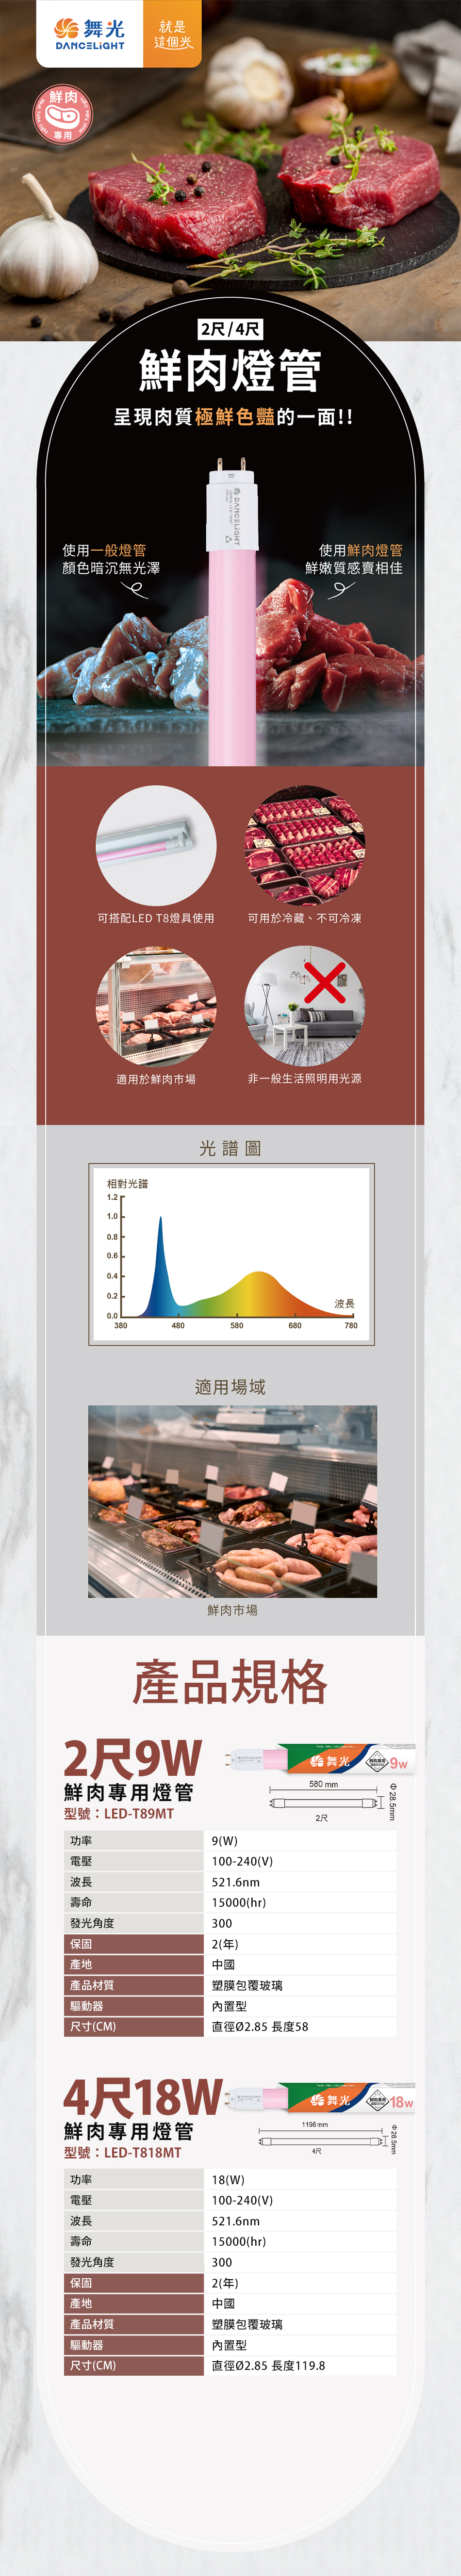 舞光
DANCELIGHT
就是
這個光
鮮肉
專用
2尺/4尺
鮮肉燈管
呈現肉質極鮮色豔的一面!!
R
DANCELIGHT
使用一般燈管
顏色暗沉無光澤
使用鮮肉燈管
鮮嫩質感賣相佳
可搭配LED T8燈具使用
可用於冷藏、不可冷凍
適用於鮮肉市場
非一般生活照明用光源
光譜圖
相對光譜
1.2
1.0
0.8
0.6
0.4
0.2
0.0
380
480
580
680
780
波長
適用場域
鮮肉市場
產品規格
2尺9W
鮮肉專用燈管
型號：LED-T89MT
舞光
鮮肉專用
9W
580 mm
Φ 28.5mm
2尺
功率 9(W)
電壓 100-240(V)
波長 521.6nm
壽命 15000(hr)
發光角度 300
保固 2(年)
產地 中國
產品材質 塑膜包覆玻璃
驅動器 內置型
尺寸(CM) 直徑Ø2.85 長度58
4尺18W
鮮肉專用燈管
型號：LED-T818MT
舞光
鮮肉專用
18W
1198 mm
Φ 28.5mm
4尺
功率 18(W)
電壓 100-240(V)
波長 521.6nm
壽命 15000(hr)
發光角度 300
保固 2(年)
產地 中國
產品材質 塑膜包覆玻璃
驅動器 內置型
尺寸(CM) 直徑Ø2.85 長度119.8